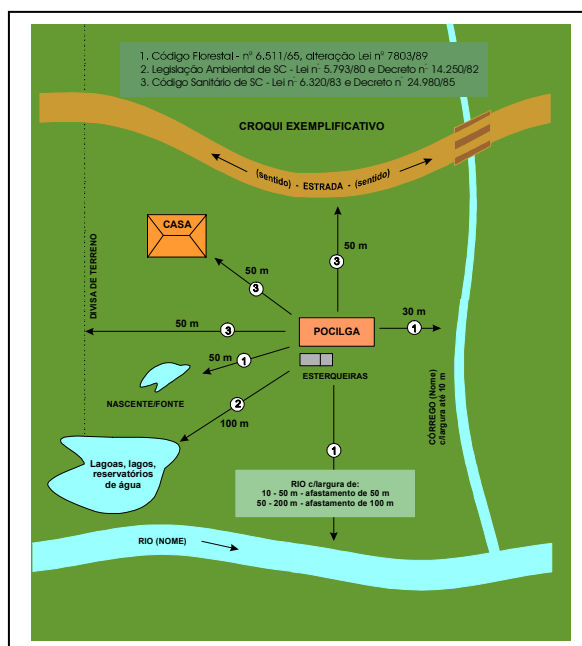 1. Código Florestal - nº 6.511/65, alteração Lei nº 7803/89
2. Legislação Ambiental de SC - Lei nº 5.793/80 e Decreto nº 14.250/82
3. Código Sanitário de SC - Lei nº 6.320/83 e Decreto nº 24.980/85
CROQUI EXEMPLIFICATIVO
(sentido) - ESTRADA - (sentido)
CASA
50 m
3
50 m
3
DIVISA DE TERRENO
50 m
3
POCILGA
30 m
1
50 m
1
ESTERQUEIRAS
NASCENTE/FONTE
2
100 m
CÓRREGO (Nome)
c/largura até 10 m
Lagoas, lagos,
reservatórios
de água
1
RIO c/largura de:
10 - 50 m - afastamento de 50 m
50 - 200 m - afastamento de 100 m
RIO (NOME)